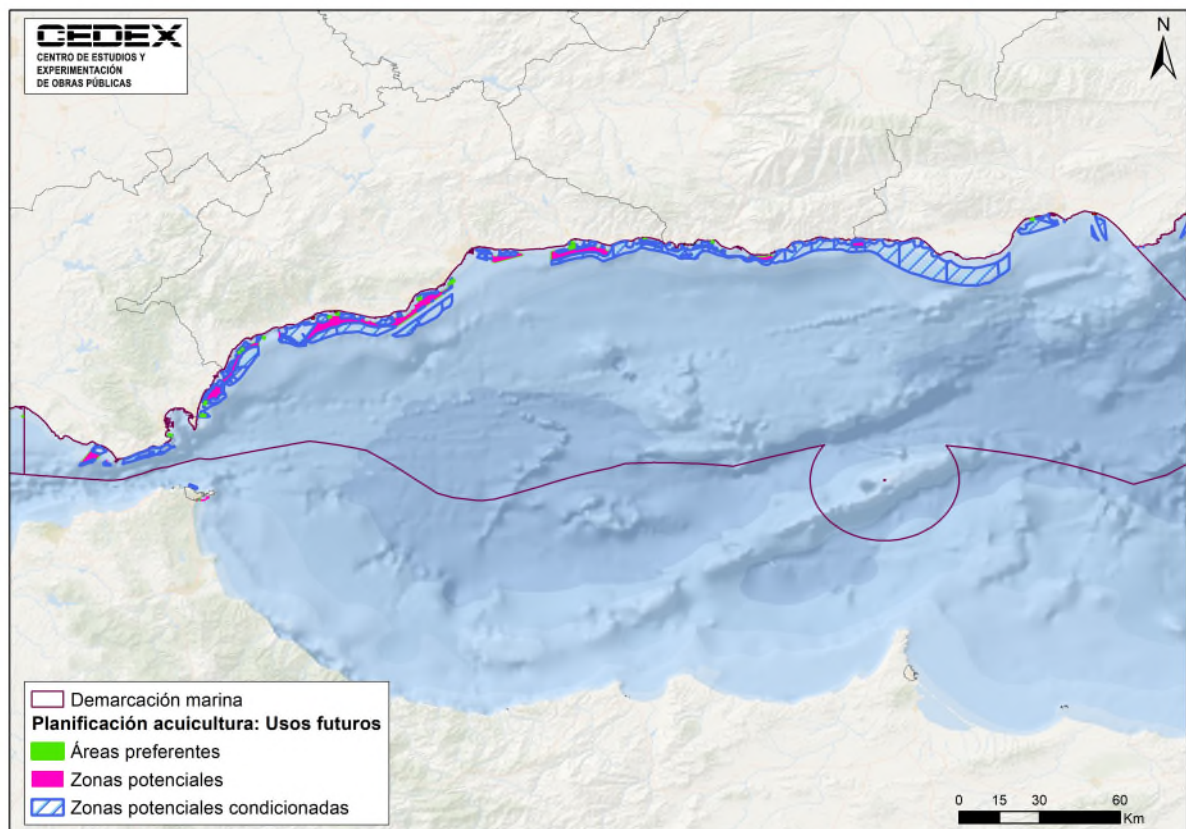 CEDEX
CENTRO DE ESTUDIOS Y
EXPERIMENTACIÓN
DE OBRAS PÚBLICAS
N
Demarcación marina
Planificación acuicultura: Usos futuros
Áreas preferentes
Zonas potenciales
Zonas potenciales condicionadas
0 15 30 60
Km